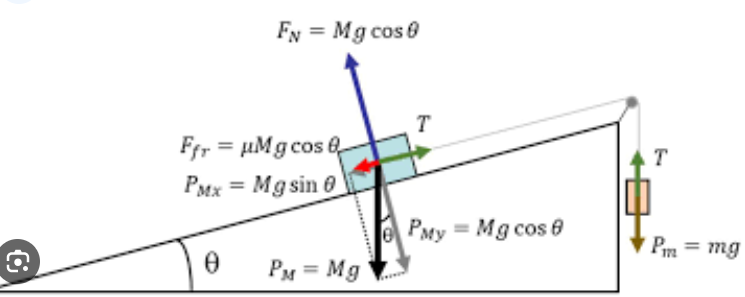 F_N = Mg cos θ
T
F_fr = μMg cos θ
P_Mx = Mg sin θ
T
θ
P_My = Mg cos θ
P_m = mg
θ
P_M = Mg